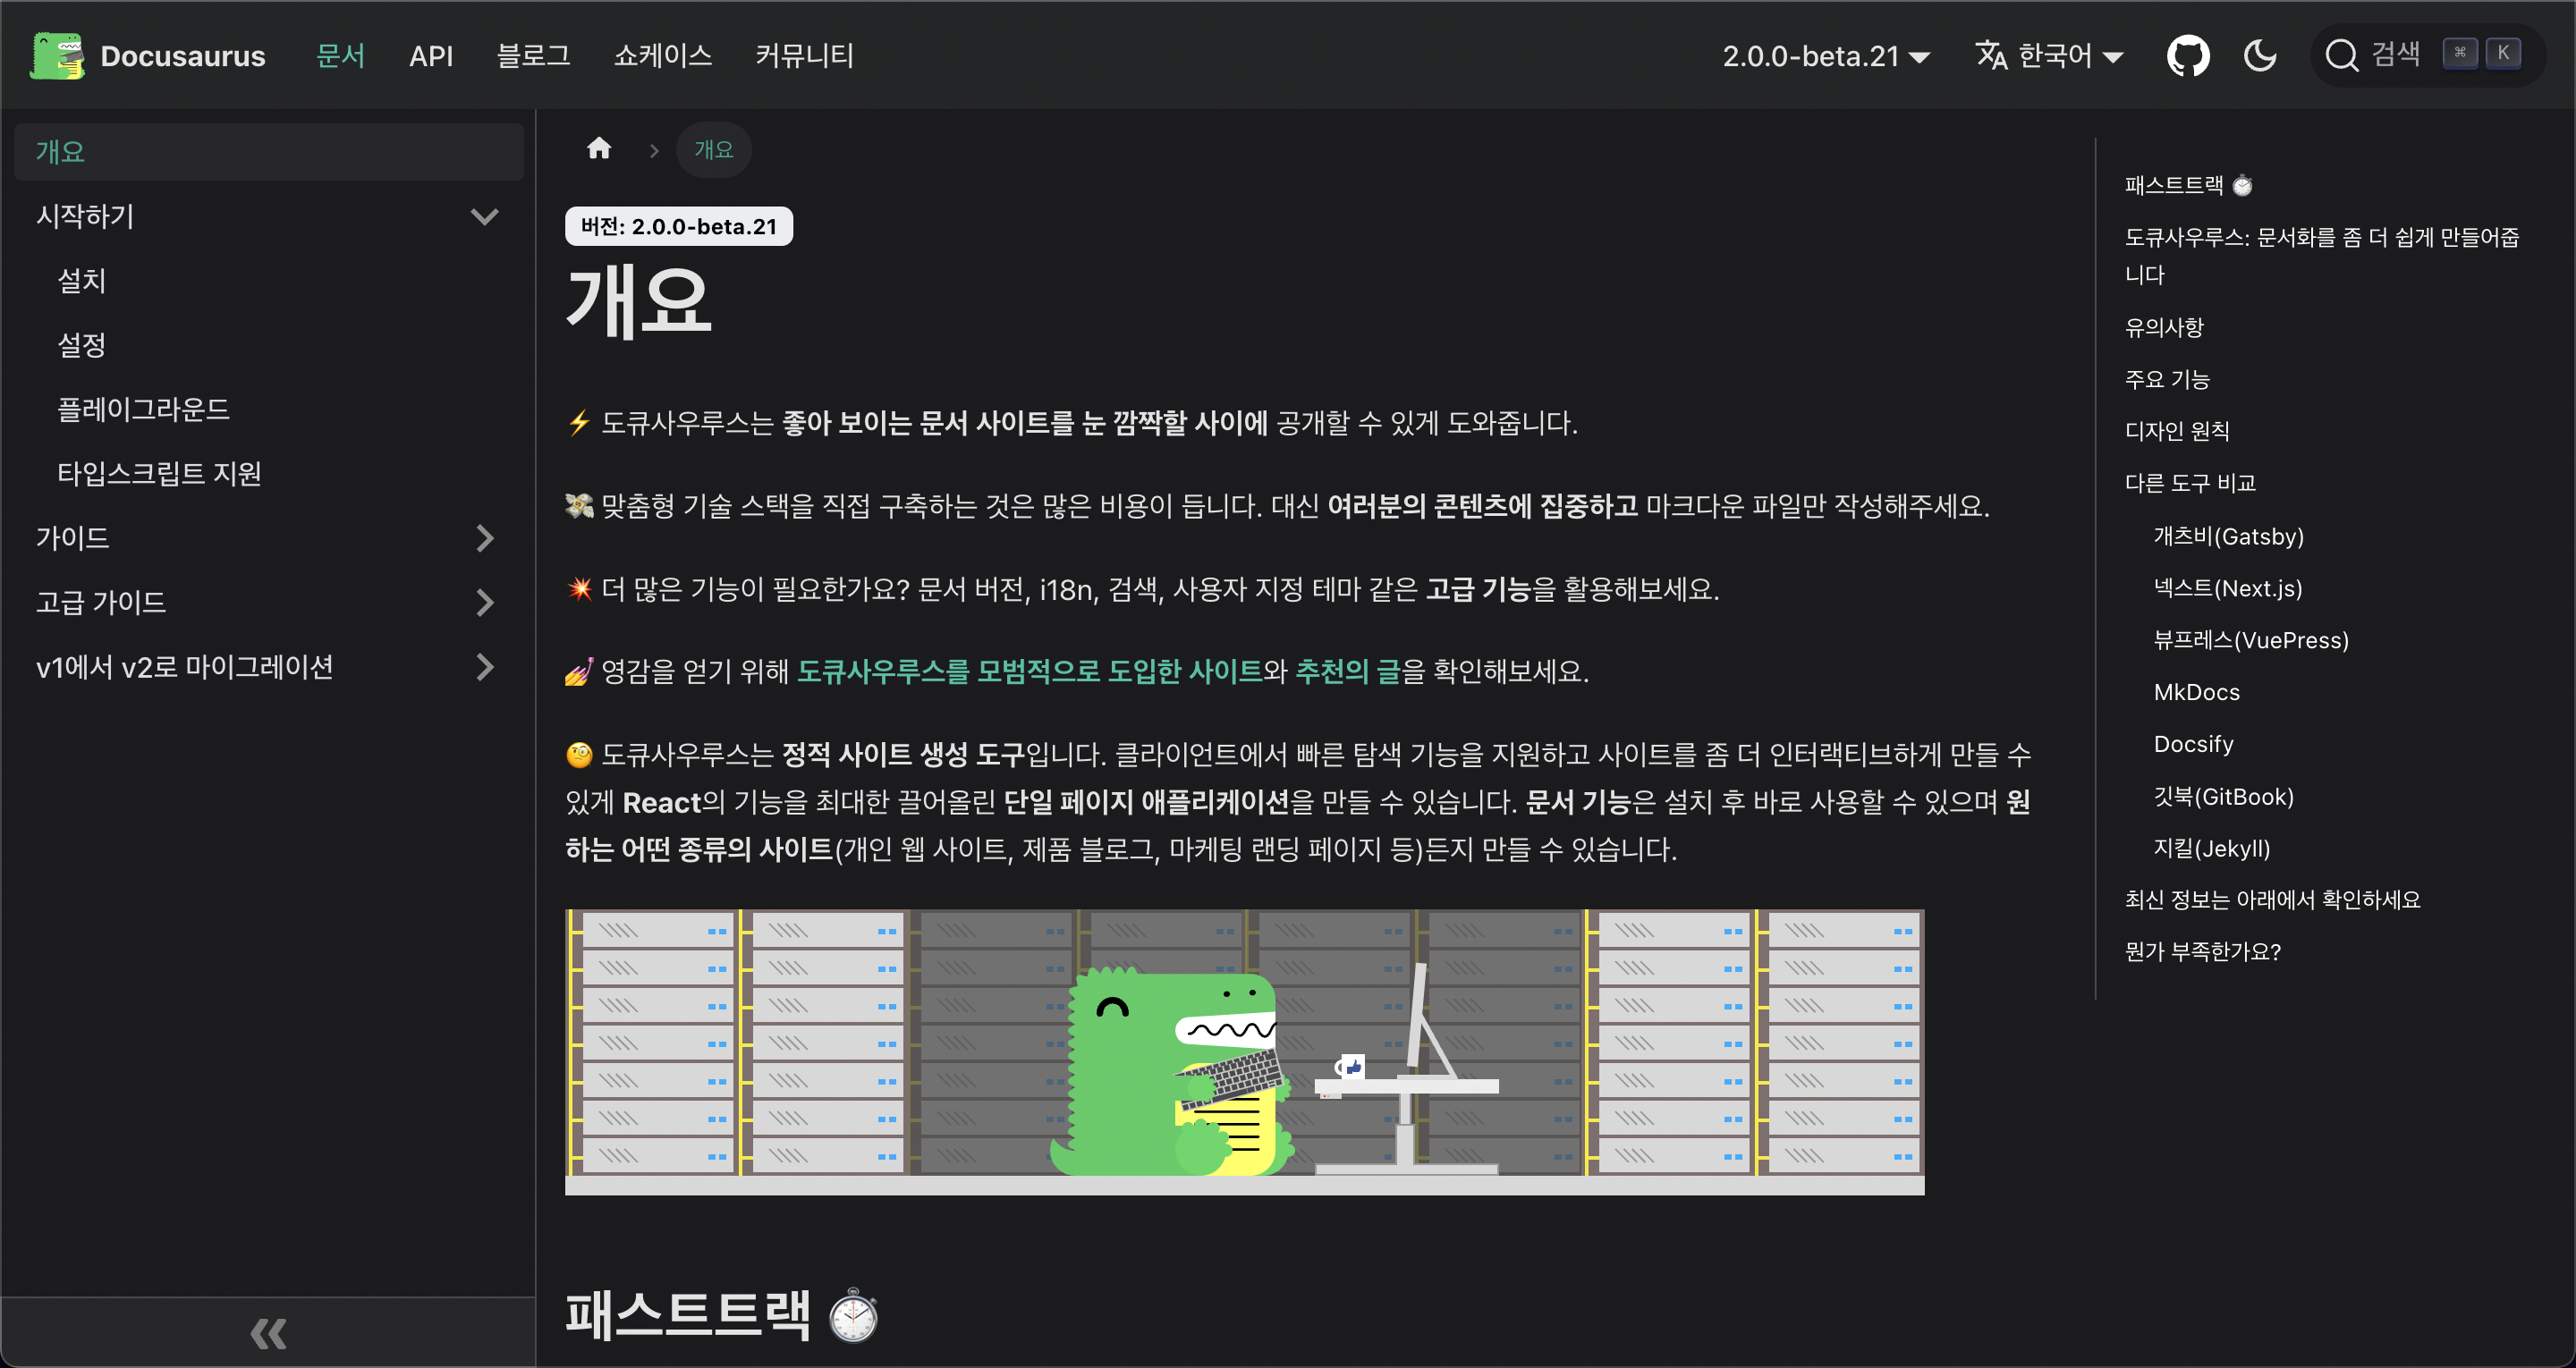 Docusaurus 문서 API 블로그 쇼케이스 커뮤니티 2.0.0-beta.21 한국어 검색 ⌘ K
개요
시작하기
설치
설정
플레이그라운드
타입스크립트 지원
가이드
고급 가이드
v1에서 v2로 마이그레이션
개요
버전: 2.0.0-beta.21
개요
⚡ 도큐사우루스는 좋아 보이는 문서 사이트를 눈 깜짝할 사이에 공개할 수 있게 도와줍니다.
💸 맞춤형 기술 스택을 직접 구축하는 것은 많은 비용이 듭니다. 대신 여러분의 콘텐츠에 집중하고 마크다운 파일만 작성해주세요.
💥 더 많은 기능이 필요한가요? 문서 버전, i18n, 검색, 사용자 지정 테마 같은 고급 기능을 활용해보세요.
💅 영감을 얻기 위해 도큐사우루스를 모범적으로 도입한 사이트와 추천의 글을 확인해보세요.
🧐 도큐사우루스는 정적 사이트 생성 도구입니다. 클라이언트에서 빠른 탐색 기능을 지원하고 사이트를 좀 더 인터랙티브하게 만들 수
있게 React의 기능을 최대한 끌어올린 단일 페이지 애플리케이션을 만들 수 있습니다. 문서 기능은 설치 후 바로 사용할 수 있으며 원
하는 어떤 종류의 사이트(개인 웹 사이트, 제품 블로그, 마케팅 랜딩 페이지 등)든지 만들 수 있습니다.
패스트트랙 ⏱️
패스트트랙 ⏱️
도큐사우루스: 문서화를 좀 더 쉽게 만들어줍
니다
유의사항
주요 기능
디자인 원칙
다른 도구 비교
개츠비(Gatsby)
넥스트(Next.js)
뷰프레스(VuePress)
MkDocs
Docsify
깃북(GitBook)
지킬(Jekyll)
최신 정보는 아래에서 확인하세요
뭔가 부족한가요?